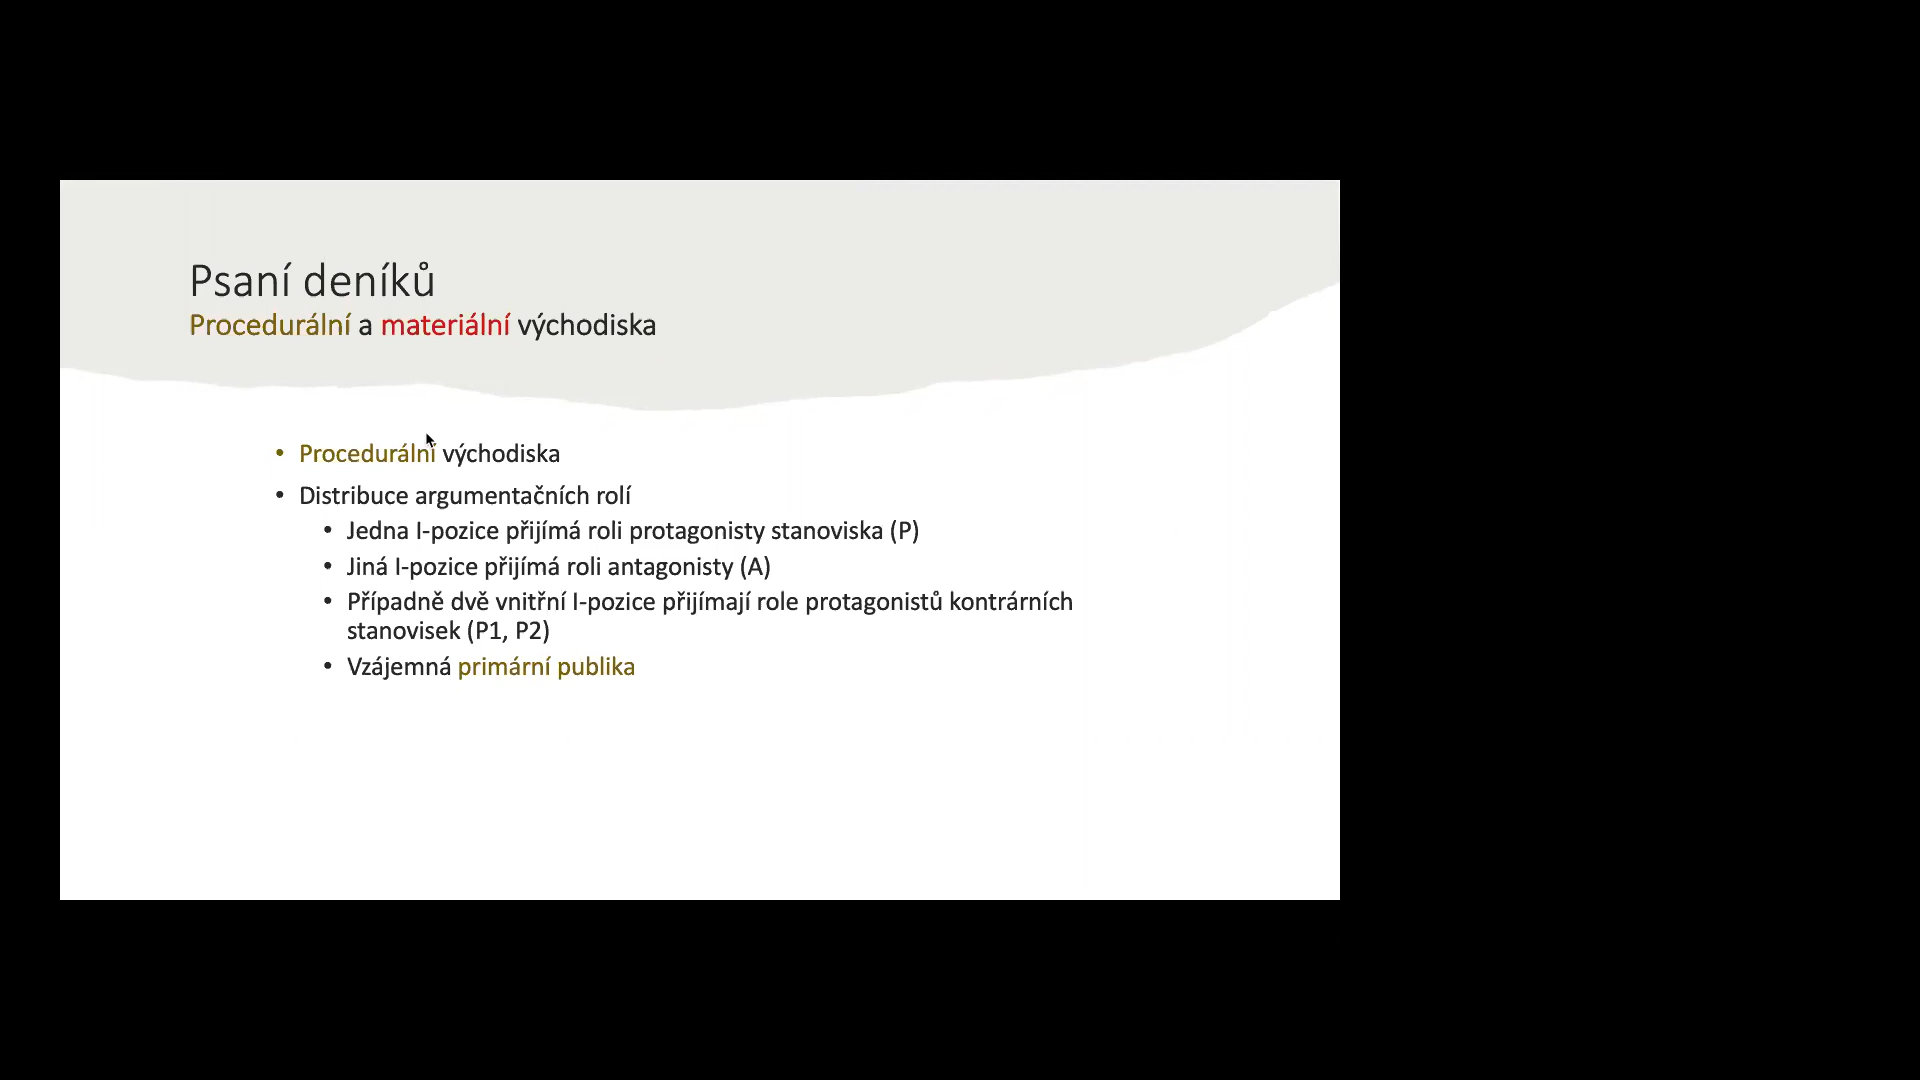 Psaní deníků
Procedurální a materiální východiska
• Procedurální východiska
• Distribuce argumentačních rolí
• Jedna I-pozice přijímá roli protagonisty stanoviska (P)
• Jiná I-pozice přijímá roli antagonisty (A)
• Případně dvě vnitřní I-pozice přijímají role protagonistů kontrárních
stanovisek (P1, P2)
• Vzájemná primární publika